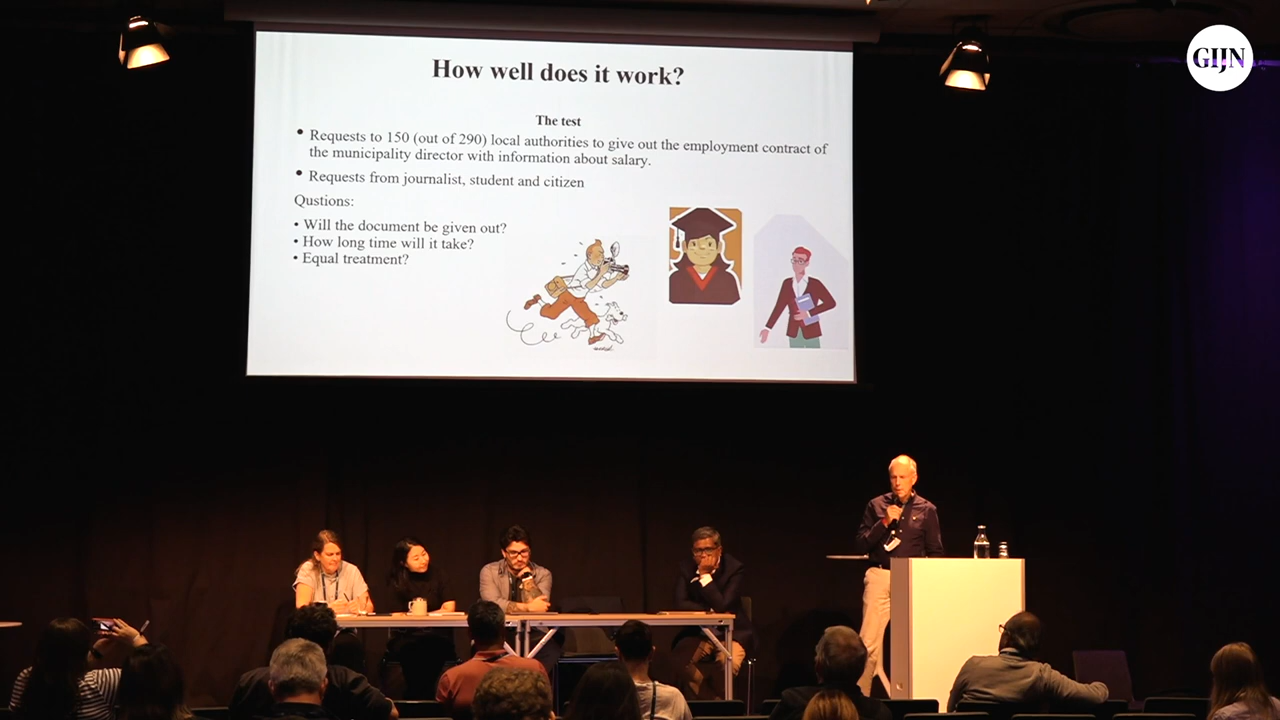 GIJN
How well does it work?
The test
• Requests to 150 (out of 290) local authorities to give out the employment contract of
the municipality director with information about salary.
• Requests from journalist, student and citizen
Qustions:
• Will the document be given out?
• How long time will it take?
• Equal treatment?